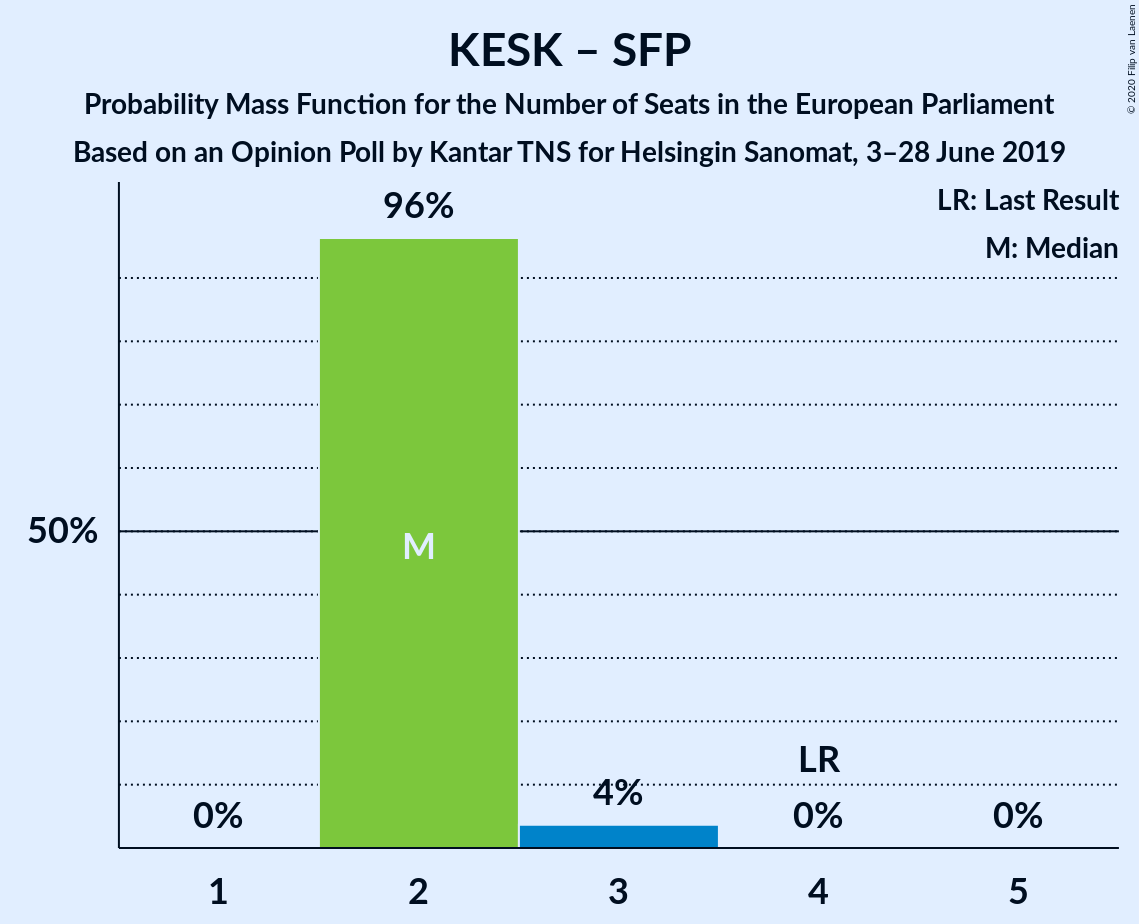 KESK – SFP
Probability Mass Function for the Number of Seats in the European Parliament
Based on an Opinion Poll by Kantar TNS for Helsingin Sanomat, 3–28 June 2019
© 2020 Filip van Laenen
LR: Last Result
M: Median
96%
50%
M
LR
0%
4%
0%
0%
1
2
3
4
5